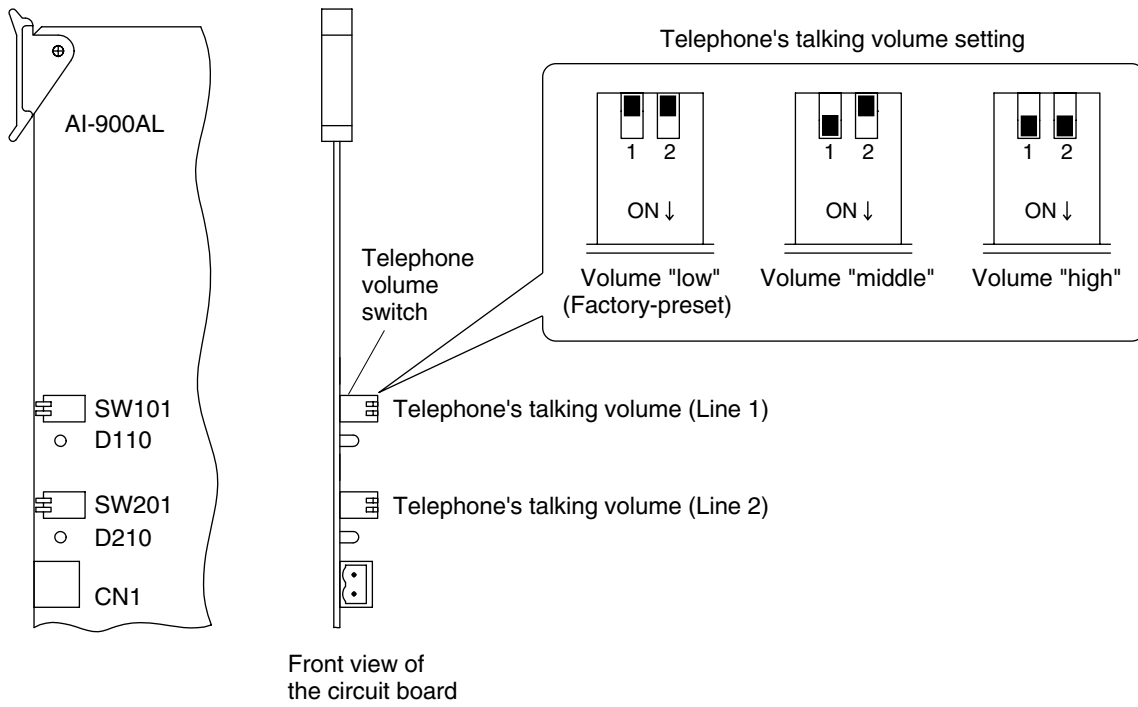 Telephone's talking volume setting
AI-900AL
1 2
1 2
1 2
ON ↓
ON ↓
ON ↓
Telephone
volume
switch
Volume "low"
(Factory-preset)
Volume "middle"
Volume "high"
SW101
Telephone's talking volume (Line 1)
D110
SW201
Telephone's talking volume (Line 2)
D210
CN1
Front view of
the circuit board